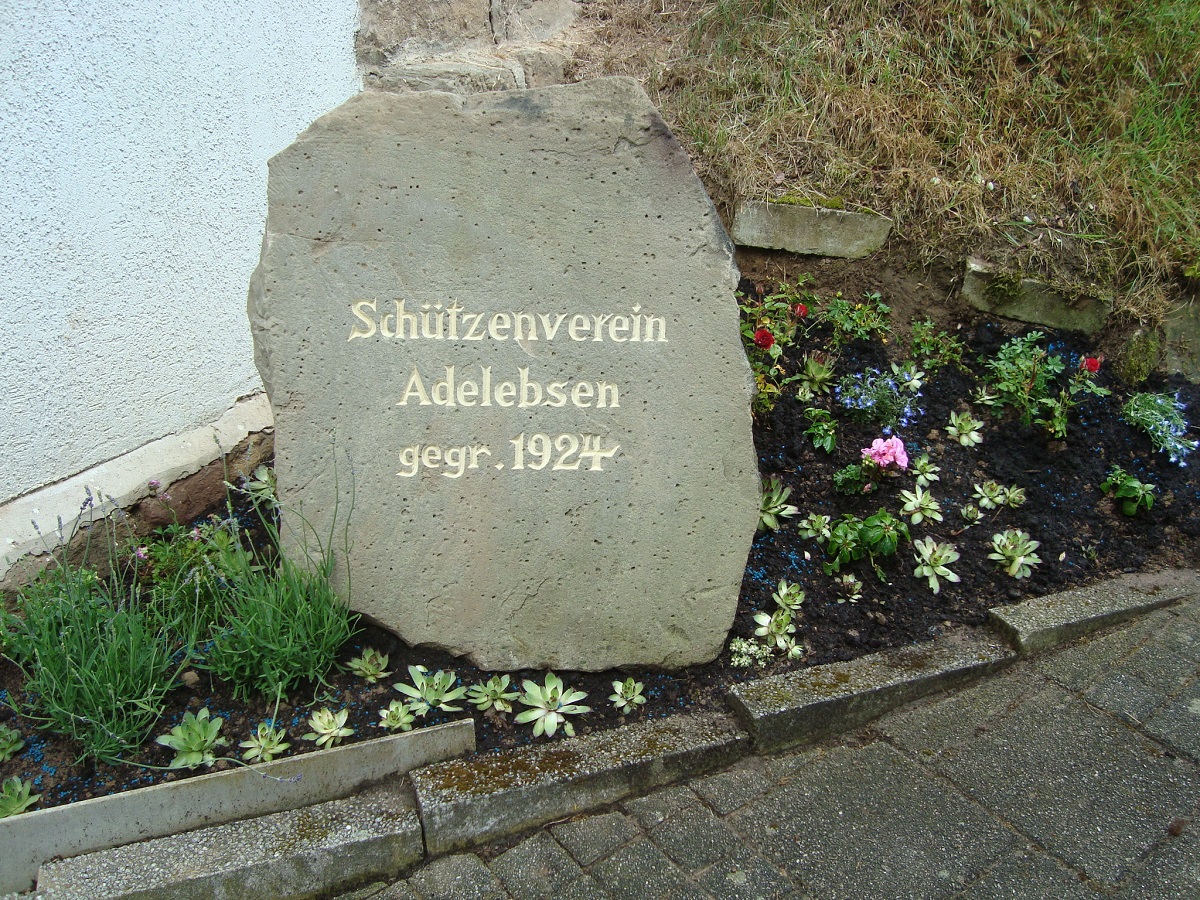 Schützenverein
Adelebsen
gegr. 1924